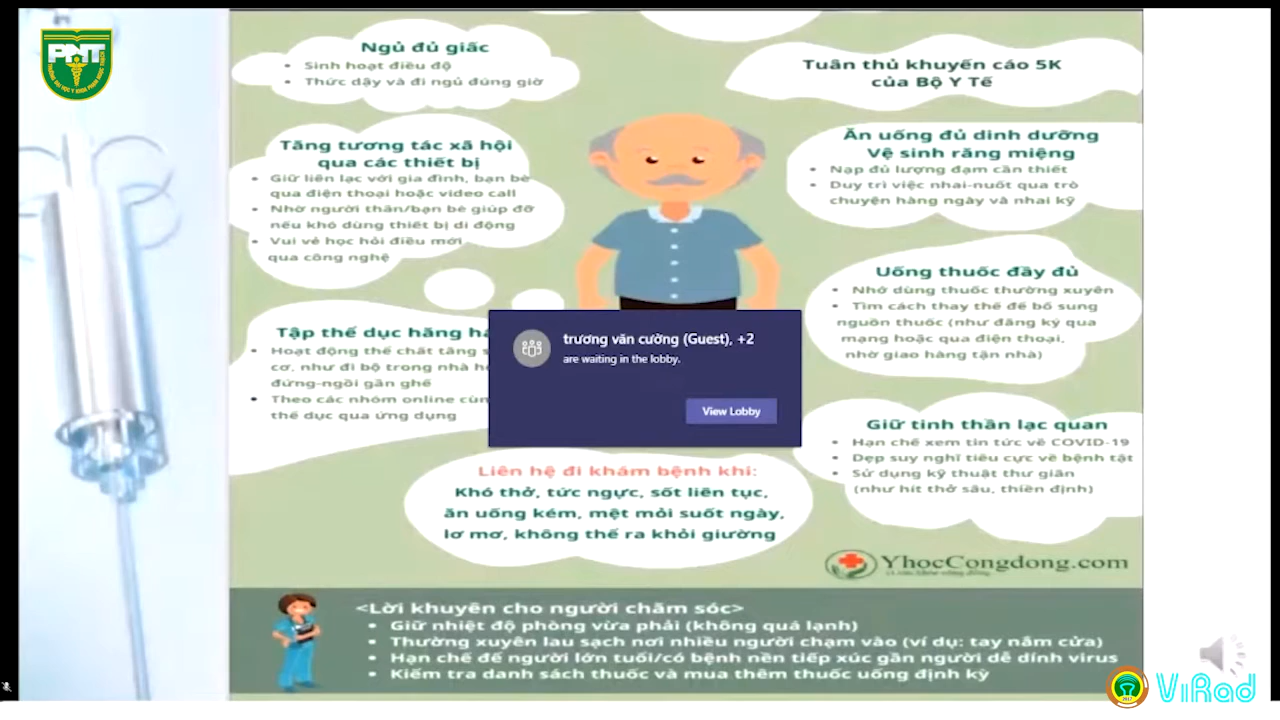 PNT
TRƯỜNG ĐẠI HỌC Y KHOA PHẠM NGỌC THẠCH
Ngủ đủ giấc
• Sinh hoạt điều độ
• Thức dậy và đi ngủ đúng giờ
Tăng tương tác xã hội
qua các thiết bị
• Giữ liên lạc với gia đình, bạn bè
qua điện thoại hoặc video call
• Nhờ người thân/bạn bè giúp đỡ
nếu khó dùng thiết bị di động
• Vui vẻ học hỏi điều mới
qua công nghệ
Tập thể dục hăng
• Hoạt động thể chất tăng
cơ, như đi bộ trong nhà
đứng-ngồi gần ghế
• Theo các nhóm online
thể dục qua ứng dụng
Tuân thủ khuyến cáo 5K
của Bộ Y Tế
Ăn uống đủ dinh dưỡng
Vệ sinh răng miệng
• Nạp đủ lượng đạm cần thiết
• Duy trì việc nhai-nuốt qua trò
chuyện hàng ngày và nhai kỹ
Uống thuốc đầy đủ
• Nhớ dùng thuốc thường xuyên
• Tìm cách thay thế để bổ sung
nguồn thuốc (như đăng ký qua
mạng hoặc qua điện thoại,
nhờ giao hàng tận nhà)
Giữ tinh thần lạc quan
• Hạn chế xem tin tức về COVID-19
• Dẹp suy nghĩ tiêu cực về bệnh tật
• Sử dụng kỹ thuật thư giãn
(như hít thở sâu, thiền định)
trương văn cường (Guest), +2
are waiting in the lobby.
View Lobby
Liên hệ đi khám bệnh khi:
Khó thở, tức ngực, sốt liên tục,
ăn uống kém, mệt mỏi suốt ngày,
lơ mơ, không thể ra khỏi giường
YhocCongdong.com
<Lời khuyên cho người chăm sóc>
• Giữ nhiệt độ phòng vừa phải (không quá lạnh)
• Thường xuyên lau sạch nơi nhiều người chạm vào (ví dụ: tay nắm cửa)
• Hạn chế để người lớn tuổi/có bệnh nền tiếp xúc gần người dễ dính virus
• Kiểm tra danh sách thuốc và mua thêm thuốc uống định kỳ
ViRad